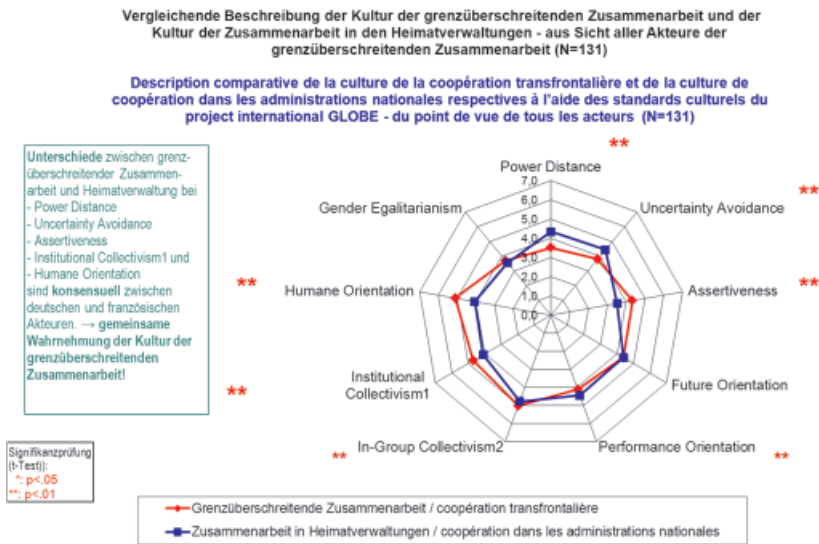 Vergleichende Beschreibung der Kultur der grenzüberschreitenden Zusammenarbeit und der
Kultur der Zusammenarbeit in den Heimatverwaltungen - aus Sicht aller Akteure der
grenzüberschreitenden Zusammenarbeit (N=131)
Description comparative de la culture de la coopération transfrontalière et de la culture de
coopération dans les administrations nationales respectives à l'aide des standards culturels du
project international GLOBE - du point de vue de tous les acteurs (N=131)
Unterschiede zwischen grenz-
überschreitender Zusammen-
arbeit und Heimatverwaltung bei
- Power Distance
- Uncertainty Avoidance
- Assertiveness
- Institutional Collectivism1 und
- Humane Orientation
sind konsensuell zwischen
deutschen und französischen
Akteuren. → gemeinsame
Wahrnehmung der Kultur der
grenzüberschreitenden
Zusammenarbeit!
**
Power Distance
7,0
6,0
5,0
4,0
3,0
2,0
1,0
0,0
Uncertainty Avoidance
**
Assertiveness
**
Future Orientation
Performance Orientation
**
In-Group Collectivism2
**
Institutional
Collectivism1
**
Humane Orientation
**
Gender Egalitarianism
Signifikanzprüfung
(t-Test)):
*: p<.05
**: p<.01
Grenzüberschreitende Zusammenarbeit / coopération transfrontalière
Zusammenarbeit in Heimatverwaltungen / coopération dans les administrations nationales